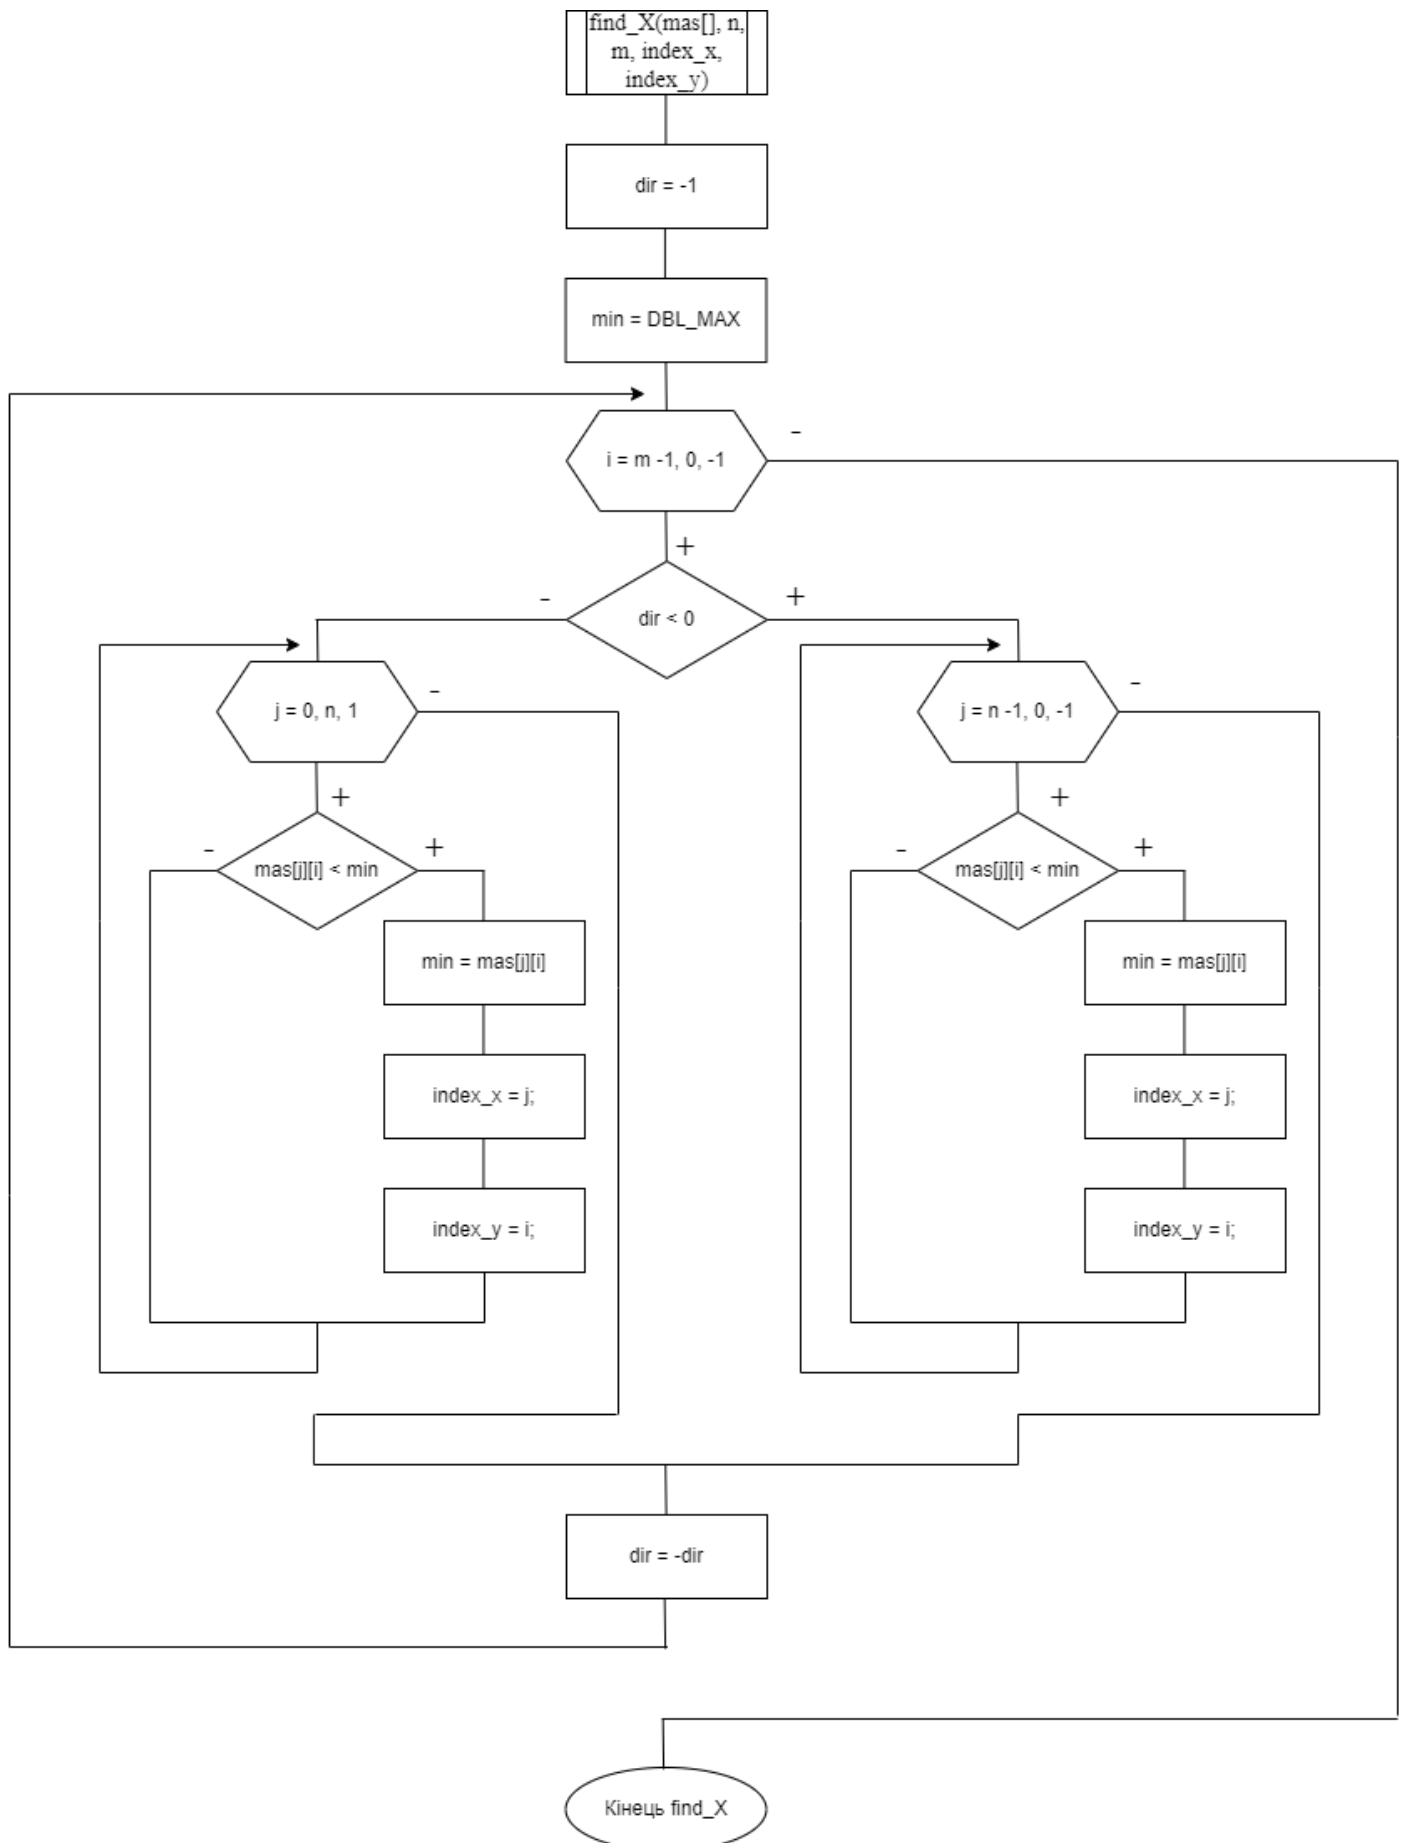 find_X(mas[], n,
m, index_x,
index_y)
dir = -1
min = DBL_MAX
i = m -1, 0, -1
-
+
dir < 0
-
+
j = 0, n, 1
-
+
mas[j][i] < min
-
+
min = mas[j][i]
index_x = j;
index_y = i;
j = n -1, 0, -1
-
+
mas[j][i] < min
-
+
min = mas[j][i]
index_x = j;
index_y = i;
dir = -dir
Кінець find_X